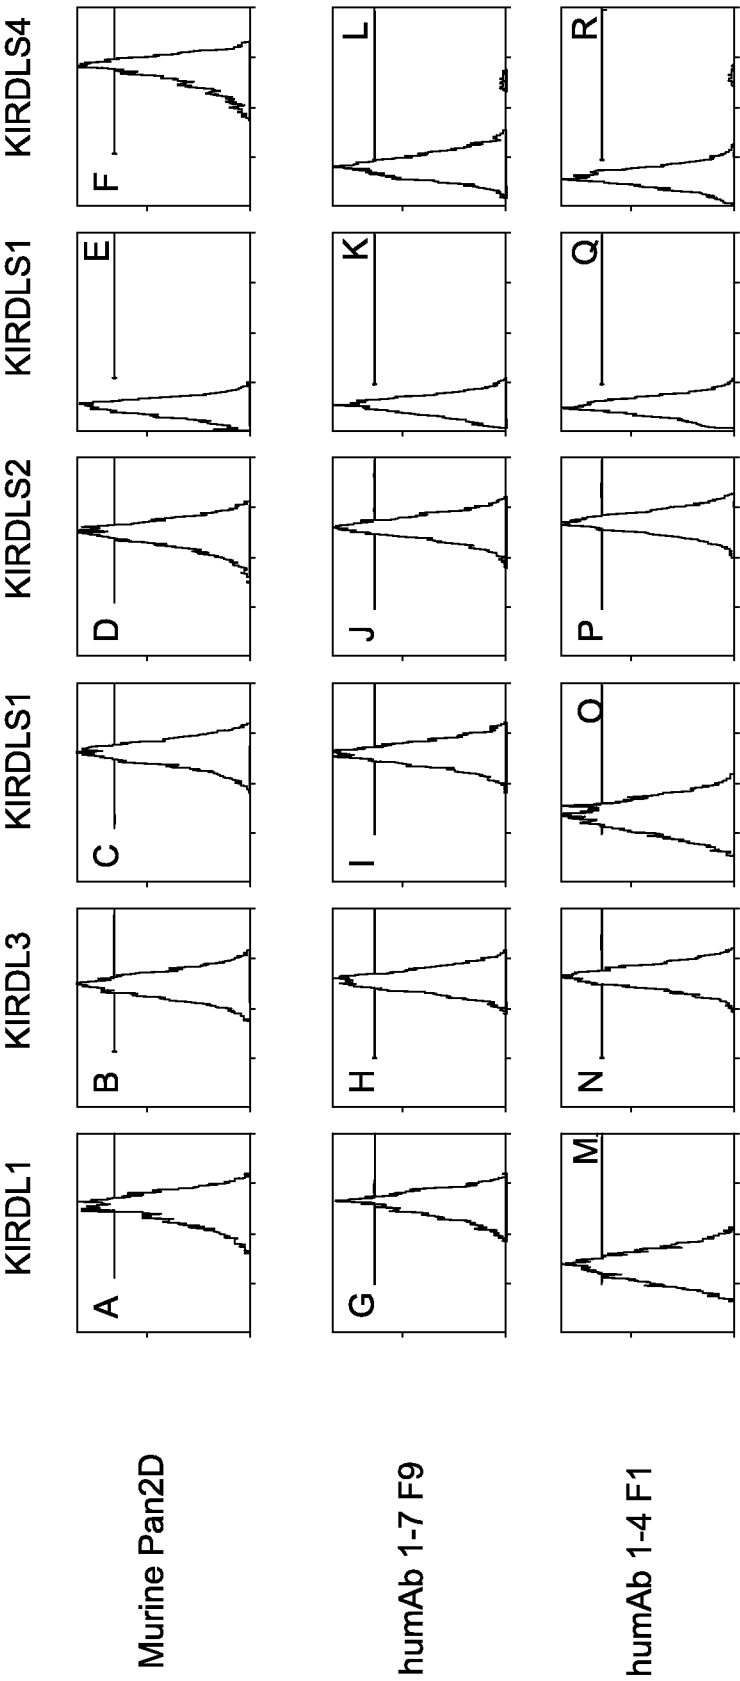 KIRDL1 KIRDL3 KIRDLS1 KIRDLS2 KIRDLS1 KIRDLS4
Murine Pan2D
A B C D E F
humAb 1-7 F9
G H I J K L
humAb 1-4 F1
M N O P Q R